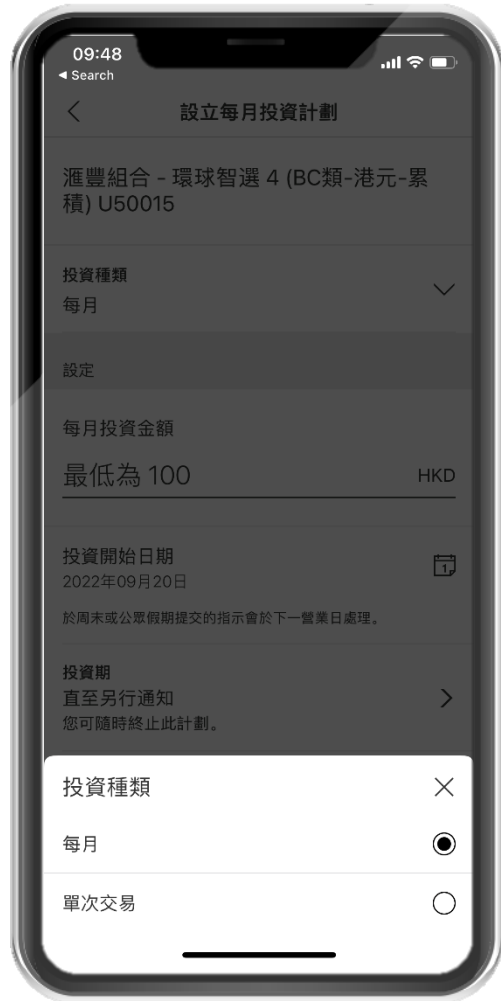 09:48
◀ Search
設立每月投資計劃
滙豐組合 – 環球智選 4 (BC類-港元-累
積) U50015
投資種類
每月
設定
每月投資金額
最低為 100 HKD
投資開始日期
2022年09月20日
1
於周末或公眾假期提交的指示會於下一營業日處理。
投資期
直至另行通知
您可隨時終止此計劃。
投資種類
每月
單次交易